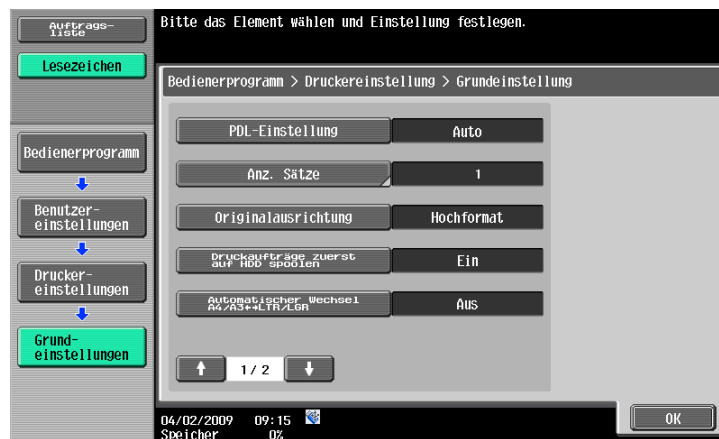 Auftrags-
liste
Bitte das Element wählen und Einstellung festlegen.
Lesezeichen
Bedienerprogramm > Druckereinstellung > Grundeinstellung
PDL-Einstellung
Auto
Bedienerprogramm
Anz. Sätze
1
Benutzer-
einstellungen
Originalausrichtung
Hochformat
Druckaufträge zuerst
auf HDD spoolen
Ein
Drucker-
einstellungen
Automatischer Wechsel
A4/A3↔LTR/LGR
Aus
Grund-
einstellungen
↑ 1/ 2 ↓
04/02/2009 09:15
Speicher 0%
OK